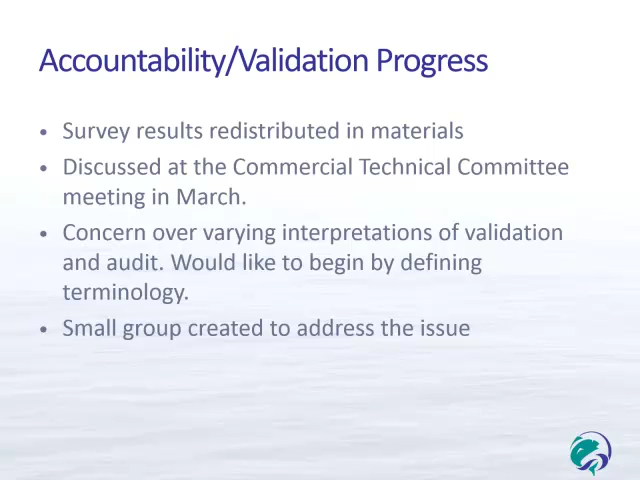 Accountability/Validation Progress
• Survey results redistributed in materials
• Discussed at the Commercial Technical Committee
meeting in March.
• Concern over varying interpretations of validation
and audit. Would like to begin by defining
terminology.
• Small group created to address the issue